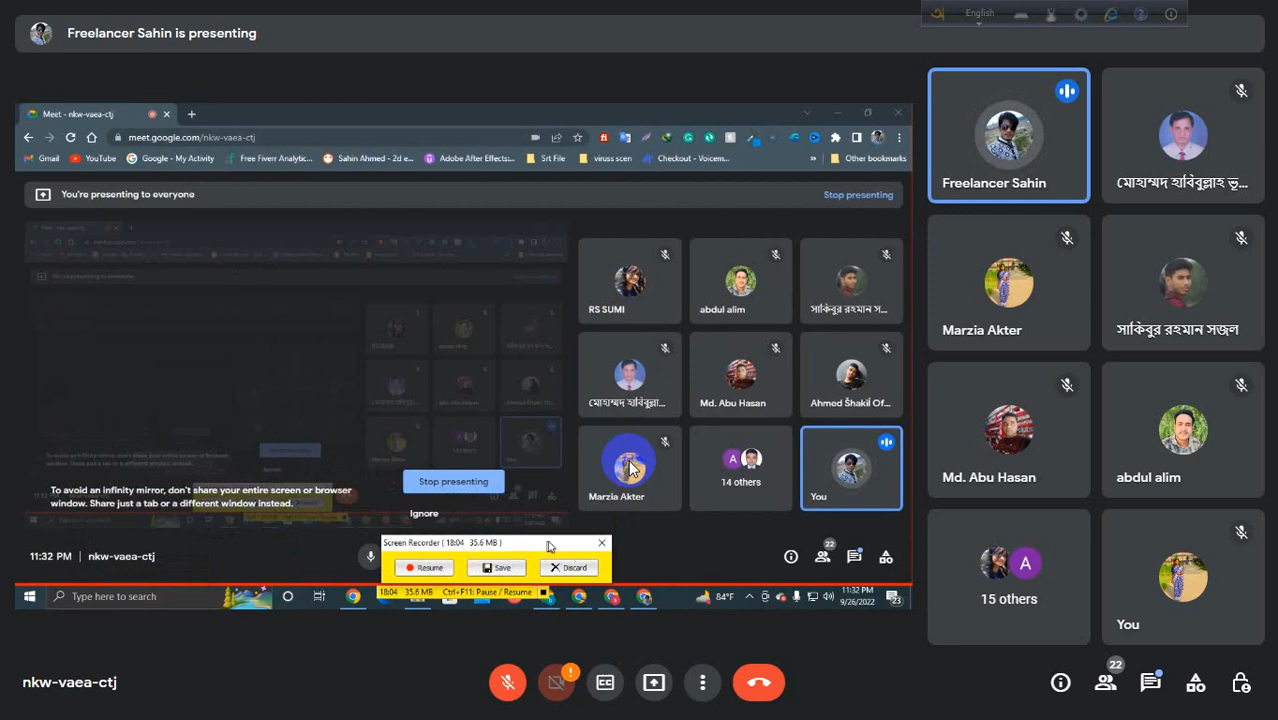 English
Freelancer Sahin is presenting
Meet - nkw-vaea-ctj
meet.google.com/nkw-vaea-ctj
Gmail YouTube Google - My Activity Free Fiverr Analytic... Sahin Ahmed - 2d e... Adobe After Effects:... Srt File viruss scen Checkout - Voicem... » Other bookmarks
You're presenting to everyone
Stop presenting
RS SUMI
abdul alim
সাকিবুর রহমান স...
মোহাম্মদ হাবিবুল্লা...
Md. Abu Hasan
Ahmed Shakil Of...
Marzia Akter
14 others
You
To avoid an infinity mirror, don't share your entire screen or browser
window. Share just a tab or a different window instead.
Stop presenting
Ignore
Screen Recorder ( 18:04 35.6 MB )
Resume Save Discard
11:32 PM nkw-vaea-ctj
22
18:04 35.6 MB Ctrl+F11: Pause / Resume
Type here to search
84°F
11:32 PM
9/26/2022
23
Freelancer Sahin
মোহাম্মদ হাবিবুল্লাহ ভূ...
Marzia Akter
সাকিবুর রহমান সজল
Md. Abu Hasan
abdul alim
A
15 others
You
nkw-vaea-ctj
22